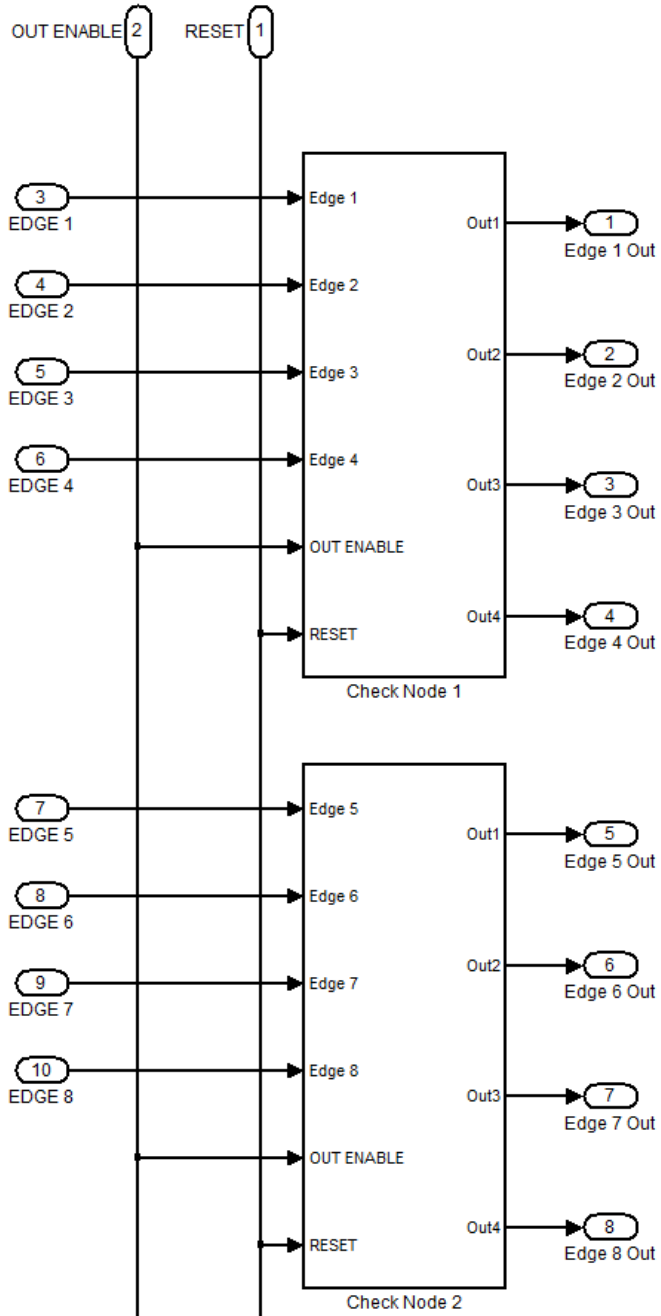 OUT ENABLE 2 RESET 1
3 Edge 1
EDGE 1
Out1 1
Edge 1 Out
4 Edge 2
EDGE 2
Out2 2
Edge 2 Out
5 Edge 3
EDGE 3
6 Edge 4
EDGE 4
Out3 3
Edge 3 Out
OUT ENABLE
Out4 4
RESET
Edge 4 Out
Check Node 1
7 Edge 5
EDGE 5
Out1 5
Edge 5 Out
8 Edge 6
EDGE 6
Out2 6
Edge 6 Out
9 Edge 7
EDGE 7
10 Edge 8
EDGE 8
Out3 7
Edge 7 Out
OUT ENABLE
Out4 8
RESET
Edge 8 Out
Check Node 2